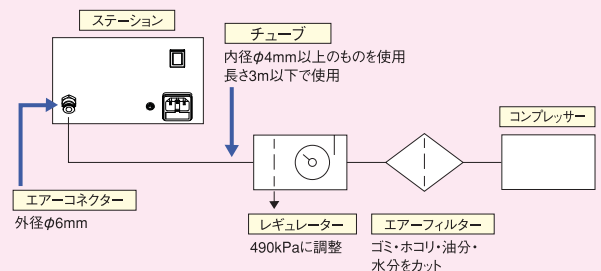 ステーション
チューブ
内径φ4mm以上のものを使用
長さ3m以下で使用
コンプレッサー
エアーコネクター
外径φ6mm
レギュレーター
490kPaに調整
エアーフィルター
ゴミ・ホコリ・油分・
水分をカット